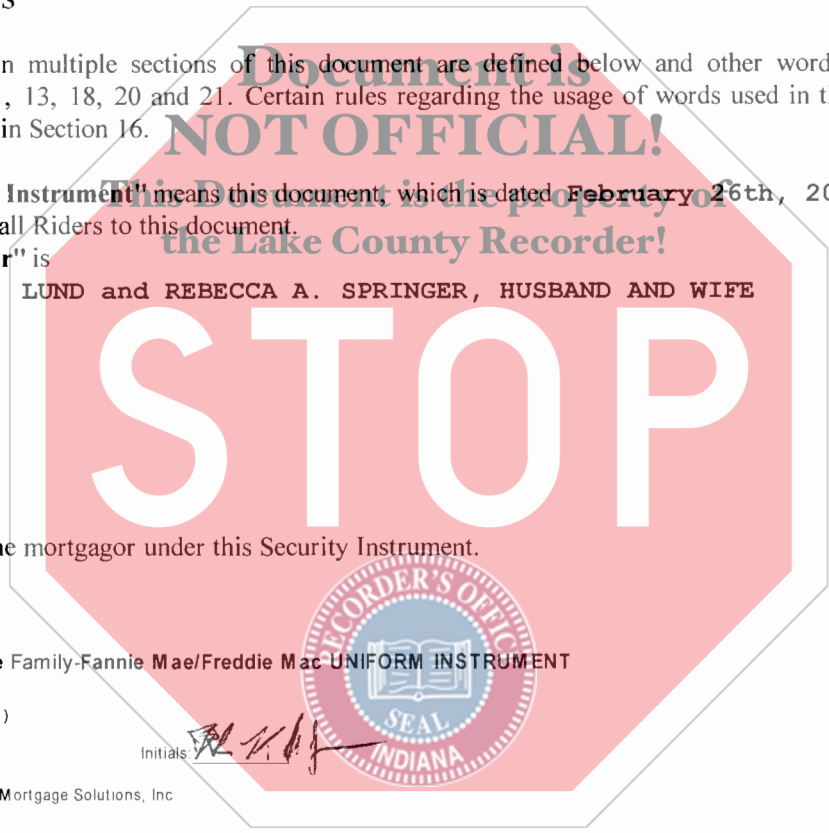 S
n multiple sections of this document are defined below and other word
Document is
, 13, 18, 20 and 21. Certain rules regarding the usage of words used in t
in Section 16.
NOT OFFICIAL!
Instrument" means this document, which is dated February 26th, 20
This Document is the property of
all Riders to this document.
the Lake County Recorder!
r" is
LUND and REBECCA A. SPRINGER, HUSBAND AND WIFE
STOP
e mortgagor under this Security Instrument.
RECORDER'S OFFICE
e Family-Fannie Mae/Freddie Mac UNIFORM INSTRUMENT
)
SEAL
INDIANA
Initials:
Mortgage Solutions, Inc